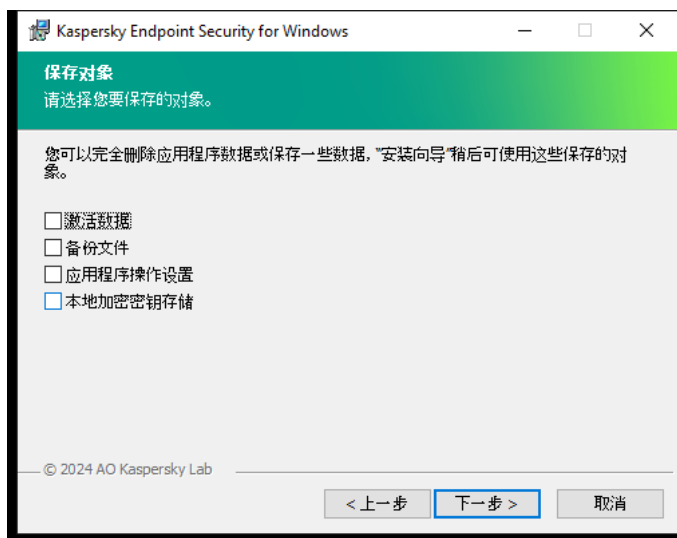 Kaspersky Endpoint Security for Windows
保存对象
请选择您要保存的对象。
您可以完全删除应用程序数据或保存一些数据，"安装向导"稍后可使用这些保存的对
象。
激活数据
备份文件
应用程序操作设置
本地加密密钥存储
© 2024 AO Kaspersky Lab
< 上一步
下一步 >
取消